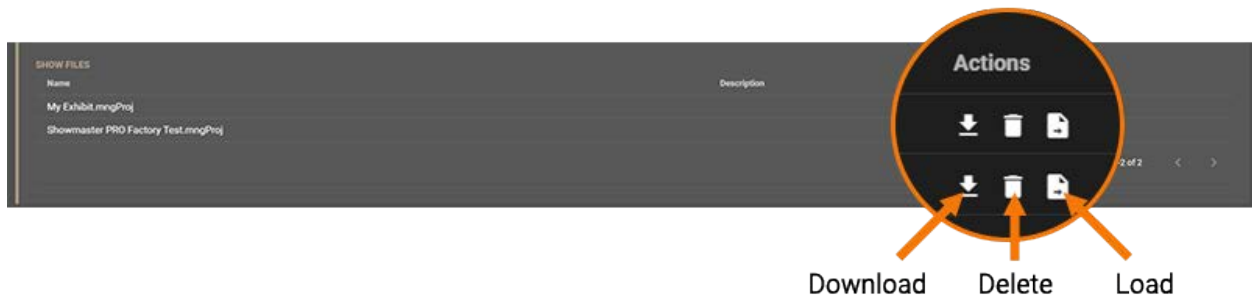 SHOW FILES
Name Description Actions
My Exhibit.mngProj
Showmaster PRO Factory Test.mngProj
-2 of 2
Download Delete Load